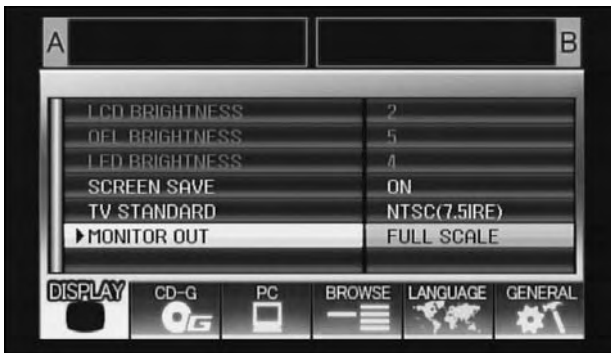 A B
LCD BRIGHTNESS 2
OEL BRIGHTNESS 5
LED BRIGHTNESS 4
SCREEN SAVE ON
TV STANDARD NTSC(7.5IRE)
MONITOR OUT FULL SCALE
DISPLAY CD-G PC BROWSE LANGUAGE GENERAL
G